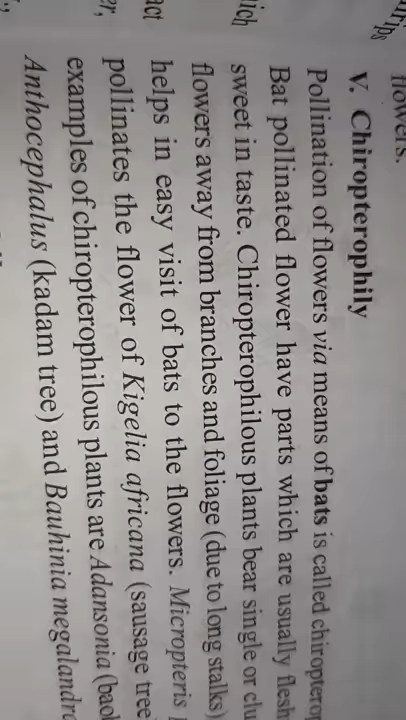 flowers.
V. Chiropterophily
Pollination of flowers via means of bats is called chiropterop
Bat pollinated flower have parts which are usually flesh
sweet in taste. Chiropterophilous plants bear single or clu
flowers away from branches and foliage (due to long stalks)
helps in easy visit of bats to the flowers. Micropteris
pollinates the flower of Kigelia africana (sausage tree
examples of chiropterophilous plants are Adansonia (baob
Anthocephalus (kadam tree) and Bauhinia megalandra